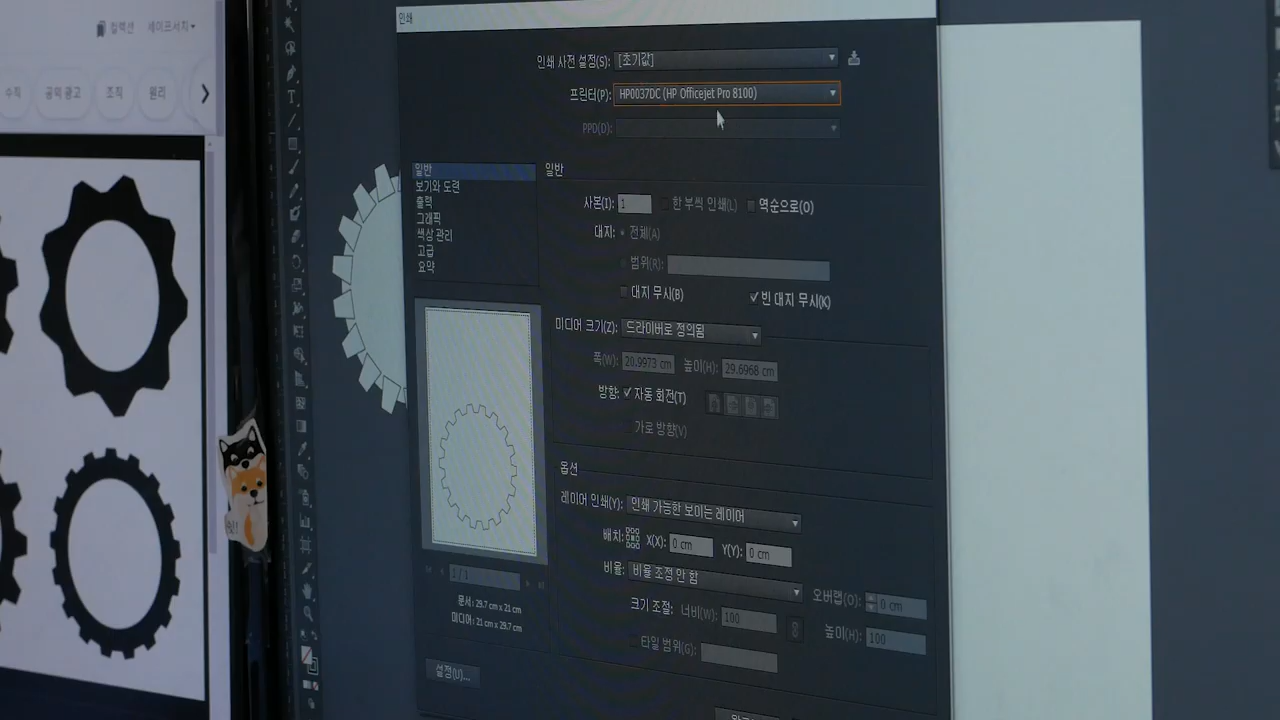 컬렉션 세이프서치
수직 공익 광고 조직 원리
인쇄
인쇄 사전 설정(S): [초기값]
프린터(P): HP0037DC (HP Officejet Pro 8100)
PPD(D):
일반
보기와 도련
출력
그래픽
색상 관리
고급
요약
일반
사본(I): 1 한 부씩 인쇄(L) 역순으로(O)
대지: 전체(A)
범위(R):
대지 무시(B) 빈 대지 무시(K)
미디어 크기(Z): 드라이버로 정의됨
폭(W): 20.9973 cm 높이(H): 29.6968 cm
방향: 자동 회전(T)
가로 방향(V)
옵션
레이어 인쇄(Y): 인쇄 가능한 보이는 레이어
배치: X(X): 0 cm Y(Y): 0 cm
비율: 비율 조정 안 함
오버랩(O): 0 cm
크기 조절: 너비(W): 100 높이(H): 100
타일 범위(G):
1 / 1
문서: 29.7 cm x 21 cm
미디어: 21 cm x 29.7 cm
설정(U)...